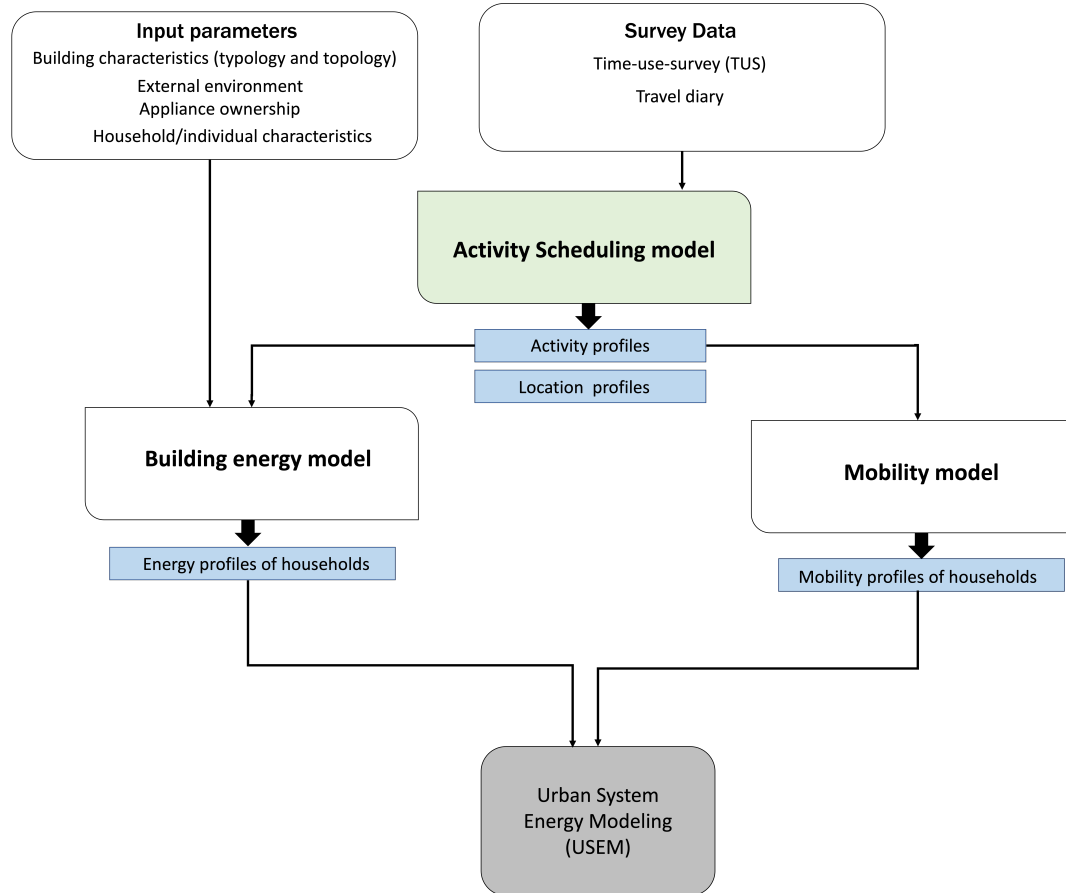 Input parameters
Building characteristics (typology and topology)
External environment
Appliance ownership
Household/individual characteristics
Survey Data
Time-use-survey (TUS)
Travel diary
Activity Scheduling model
Activity profiles
Location profiles
Building energy model
Mobility model
Energy profiles of households
Mobility profiles of households
Urban System
Energy Modeling
(USEM)